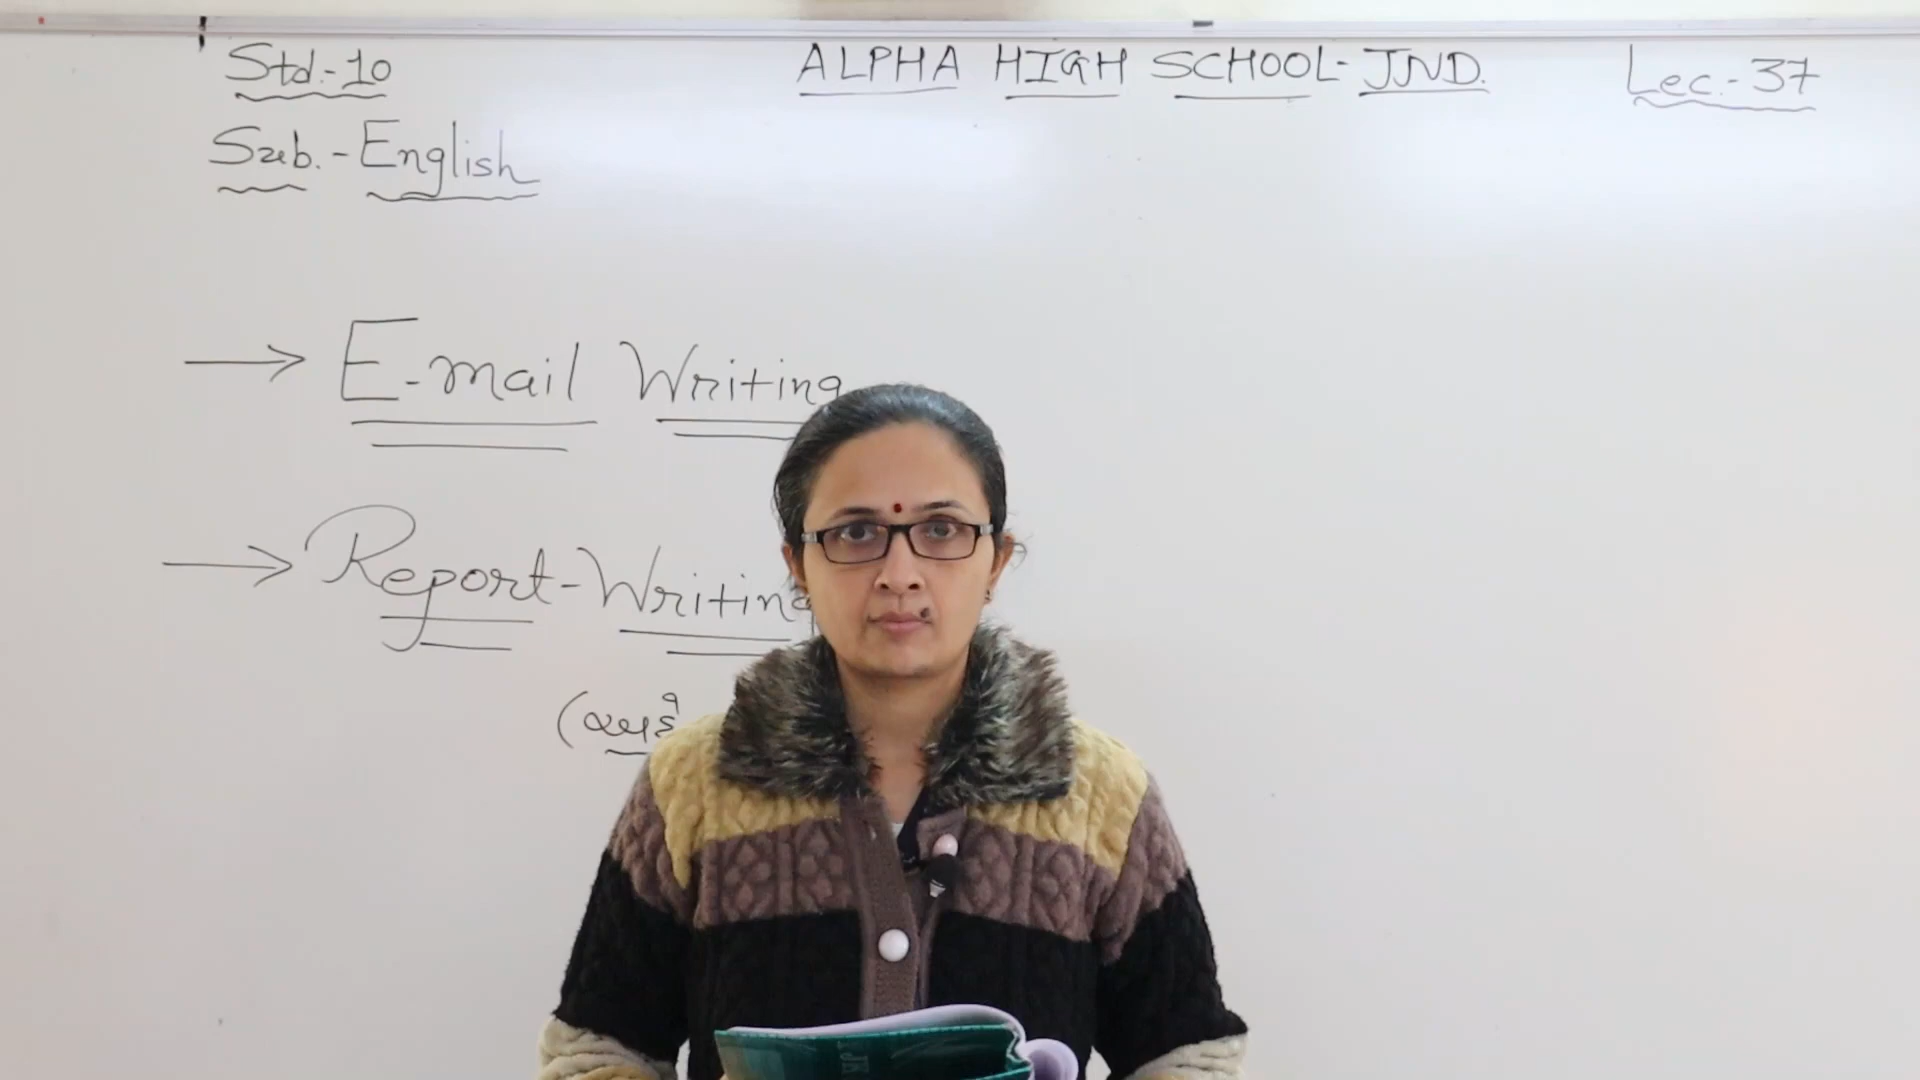 Std.-10 ALPHA HIGH SCHOOL-JND. Lec.-37
Sub.-English
→ E-mail Writing
→ Report-Writing